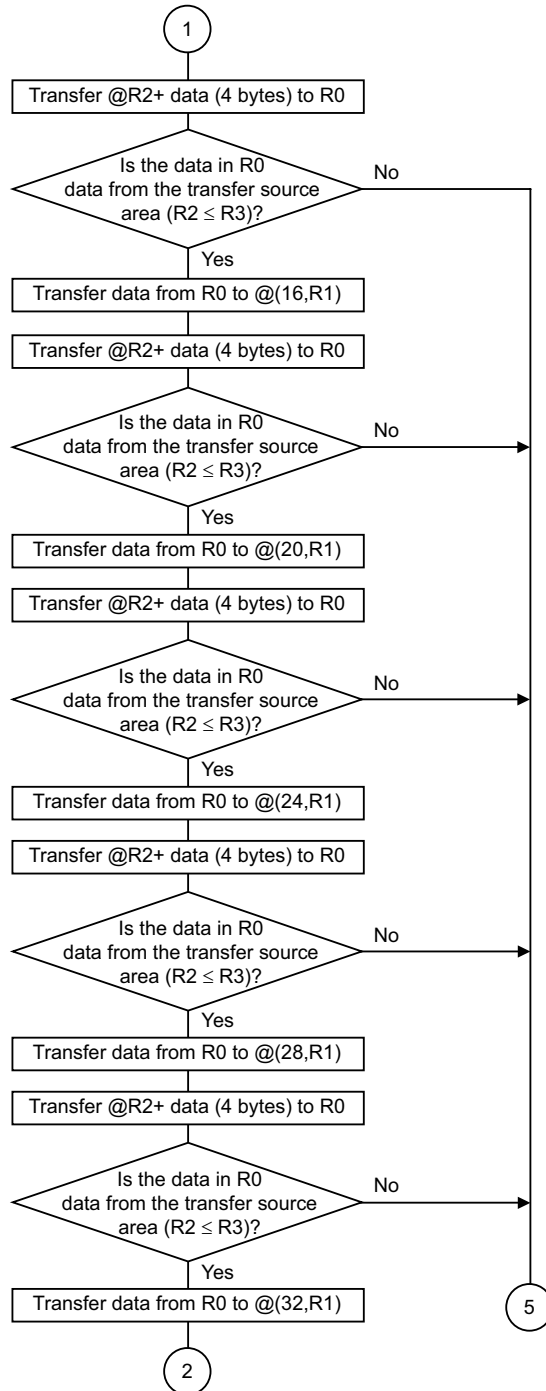 1
Transfer @R2+ data (4 bytes) to R0
Is the data in R0
data from the transfer source
area (R2 ≤ R3)?
No
Yes
Transfer data from R0 to @(16,R1)
Transfer @R2+ data (4 bytes) to R0
Is the data in R0
data from the transfer source
area (R2 ≤ R3)?
No
Yes
Transfer data from R0 to @(20,R1)
Transfer @R2+ data (4 bytes) to R0
Is the data in R0
data from the transfer source
area (R2 ≤ R3)?
No
Yes
Transfer data from R0 to @(24,R1)
Transfer @R2+ data (4 bytes) to R0
Is the data in R0
data from the transfer source
area (R2 ≤ R3)?
No
Yes
Transfer data from R0 to @(28,R1)
Transfer @R2+ data (4 bytes) to R0
Is the data in R0
data from the transfer source
area (R2 ≤ R3)?
No
Yes
Transfer data from R0 to @(32,R1)
5
2